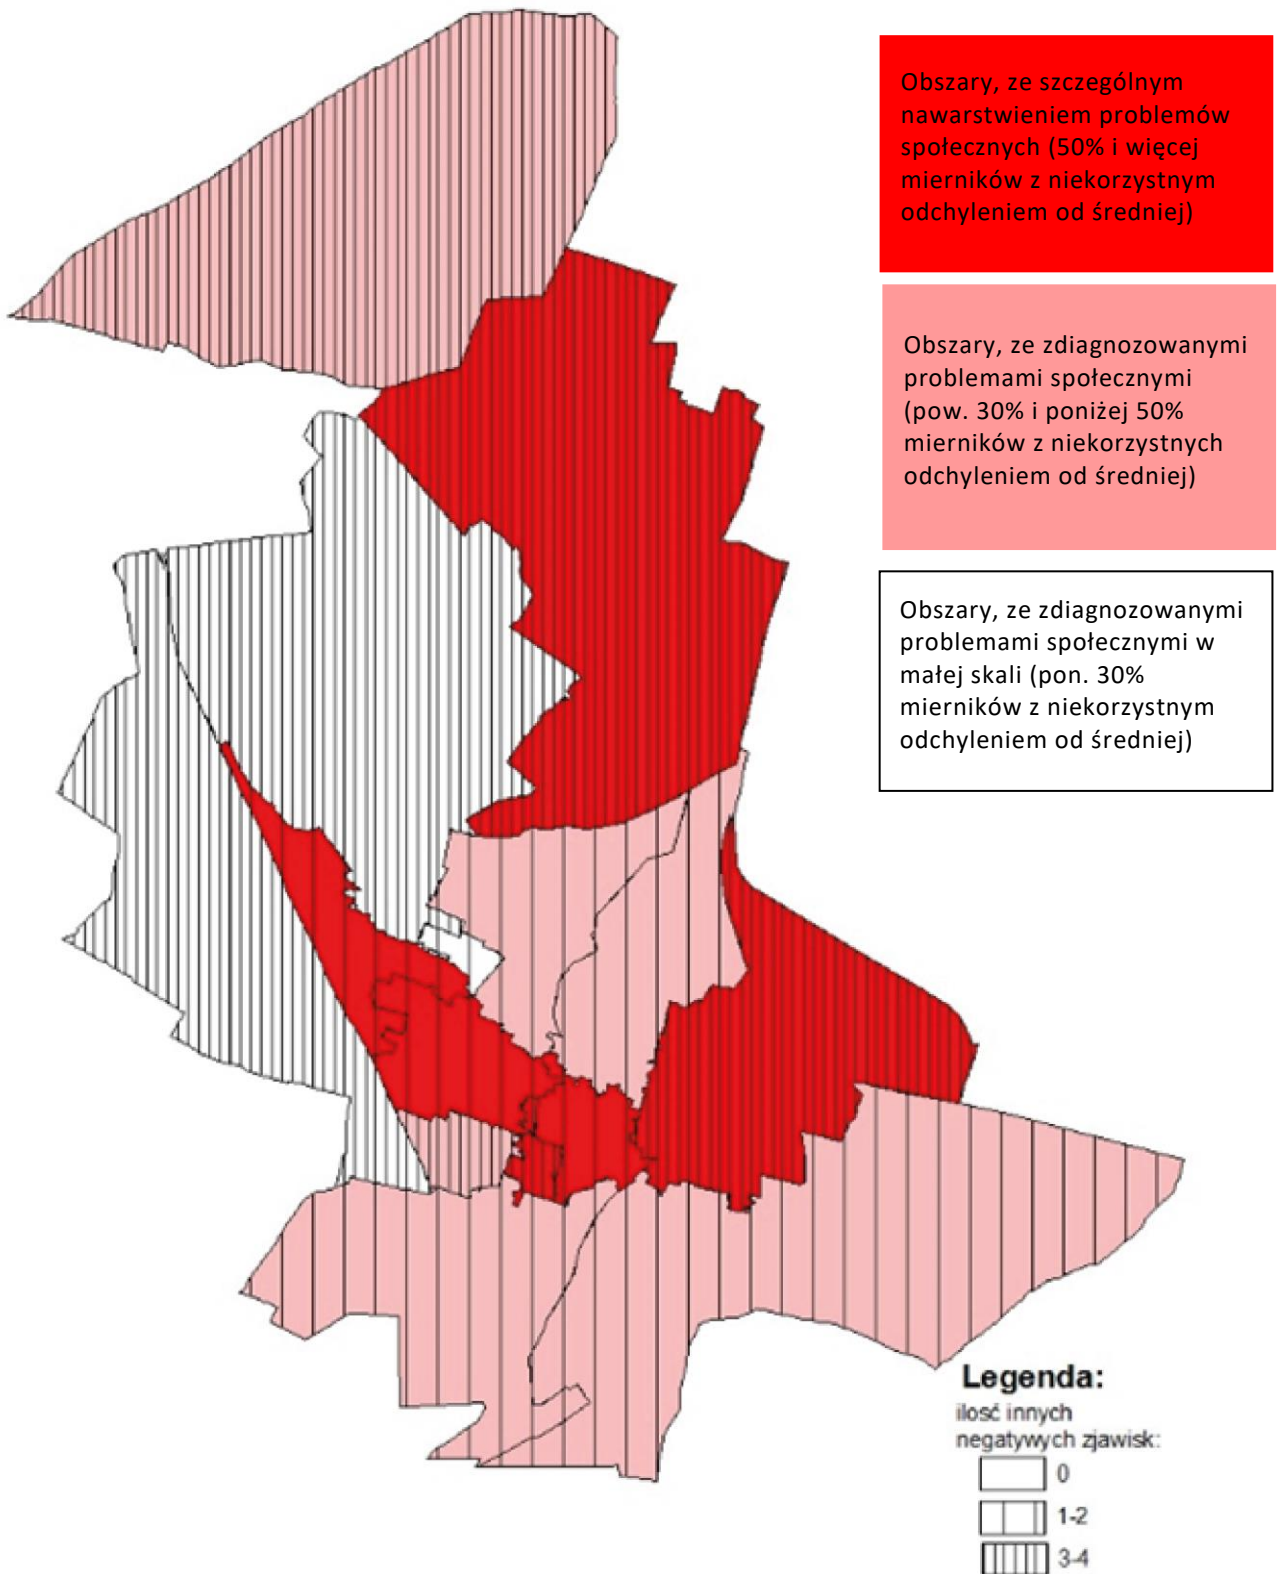 Obszary, ze szczególnym
nawarstwieniem problemów
społecznych (50% i więcej
mierników z niekorzystnym
odchyleniem od średniej)
Obszary, ze zdiagnozowanymi
problemami społecznymi
(pow. 30% i poniżej 50%
mierników z niekorzystnych
odchyleniem od średniej)
Obszary, ze zdiagnozowanymi
problemami społecznymi w
małej skali (pon. 30%
mierników z niekorzystnym
odchyleniem od średniej)
Legenda:
ilosć innych
negatywych zjawisk:
0
1-2
3-4